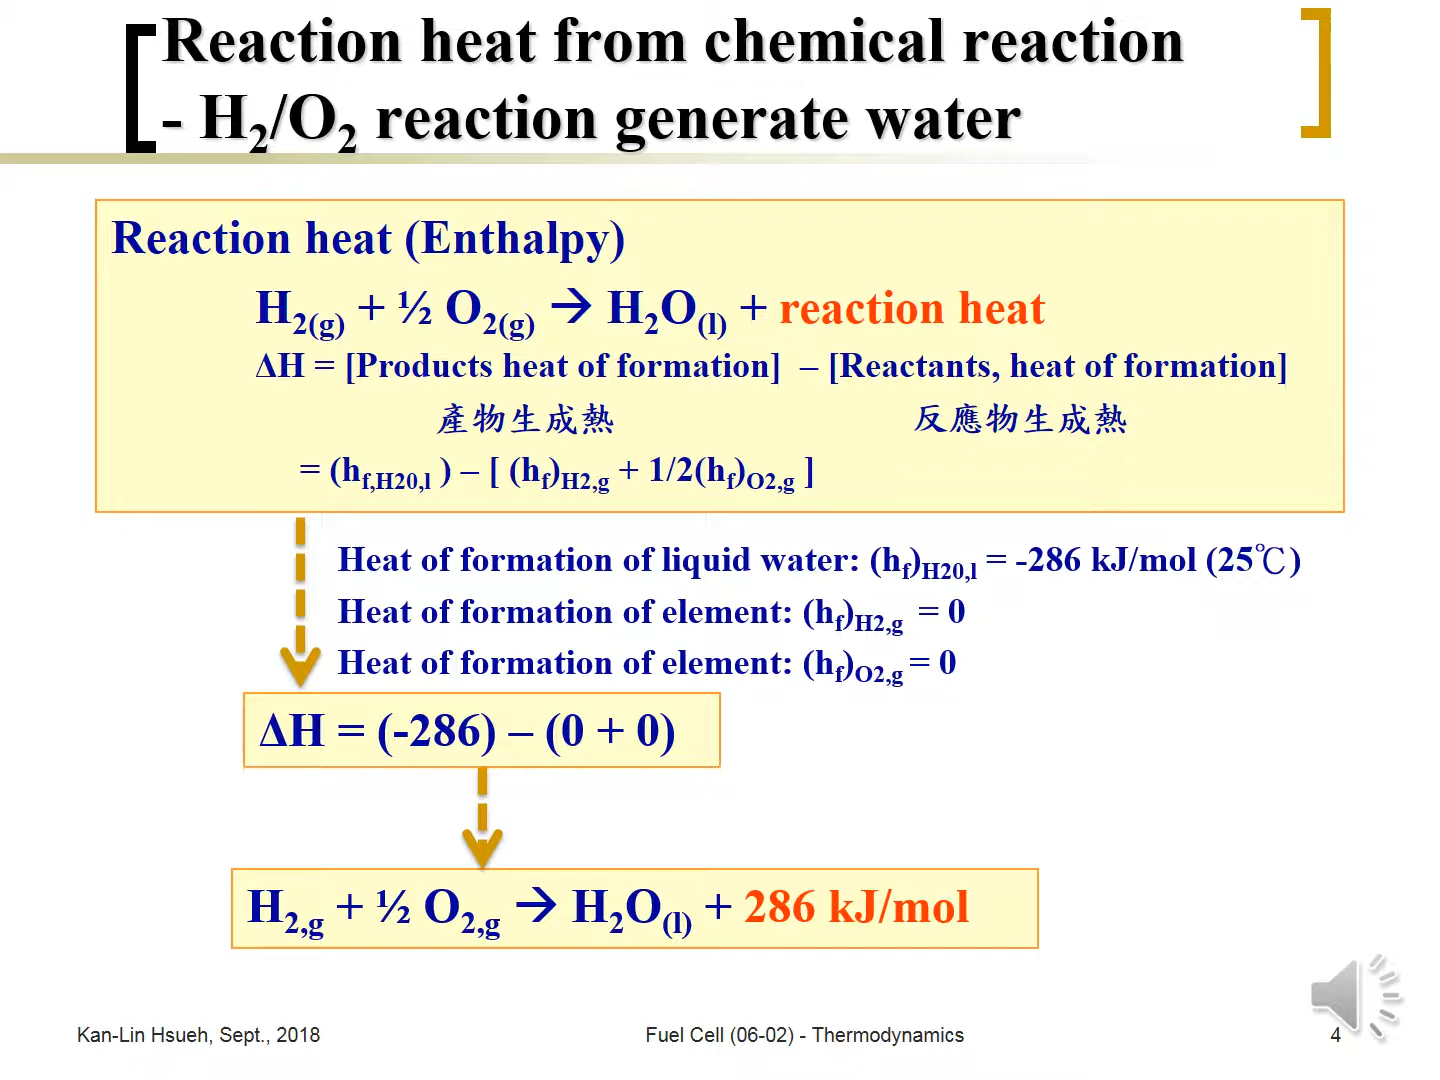 Reaction heat from chemical reaction
- H2/O2 reaction generate water
Reaction heat (Enthalpy)
H2(g) + ½ O2(g) → H2O(l) + reaction heat
ΔH = [Products heat of formation] – [Reactants, heat of formation]
產物生成熱 反應物生成熱
= (hf,H20,l ) – [ (hf)H2,g + 1/2(hf)O2,g ]
Heat of formation of liquid water: (hf)H20,l = -286 kJ/mol (25℃)
Heat of formation of element: (hf)H2,g = 0
Heat of formation of element: (hf)O2,g = 0
ΔH = (-286) – (0 + 0)
H2,g + ½ O2,g → H2O(l) + 286 kJ/mol
Kan-Lin Hsueh, Sept., 2018 Fuel Cell (06-02) - Thermodynamics 4